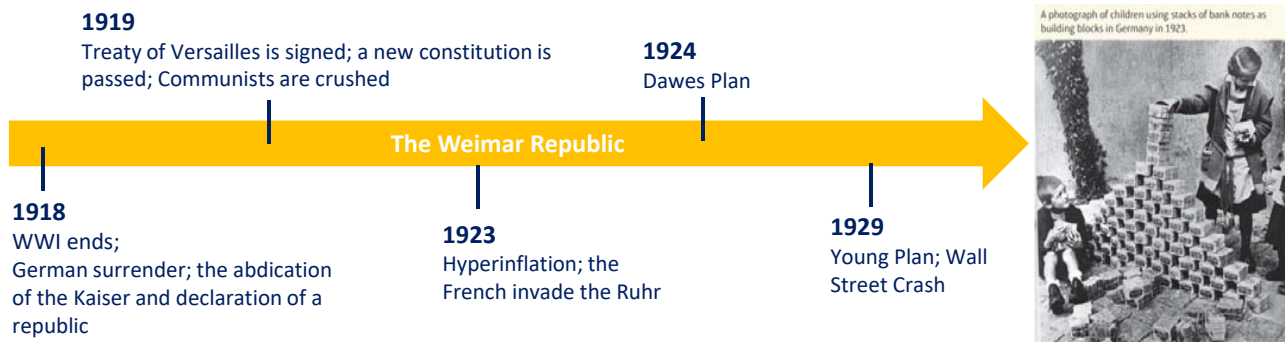 1919
Treaty of Versailles is signed; a new constitution is
passed; Communists are crushed
1924
Dawes Plan
A photograph of children using stacks of bank notes as
building blocks in Germany in 1923.
The Weimar Republic
1918
WWI ends;
German surrender; the abdication
of the Kaiser and declaration of a
republic
1923
Hyperinflation; the
French invade the Ruhr
1929
Young Plan; Wall
Street Crash